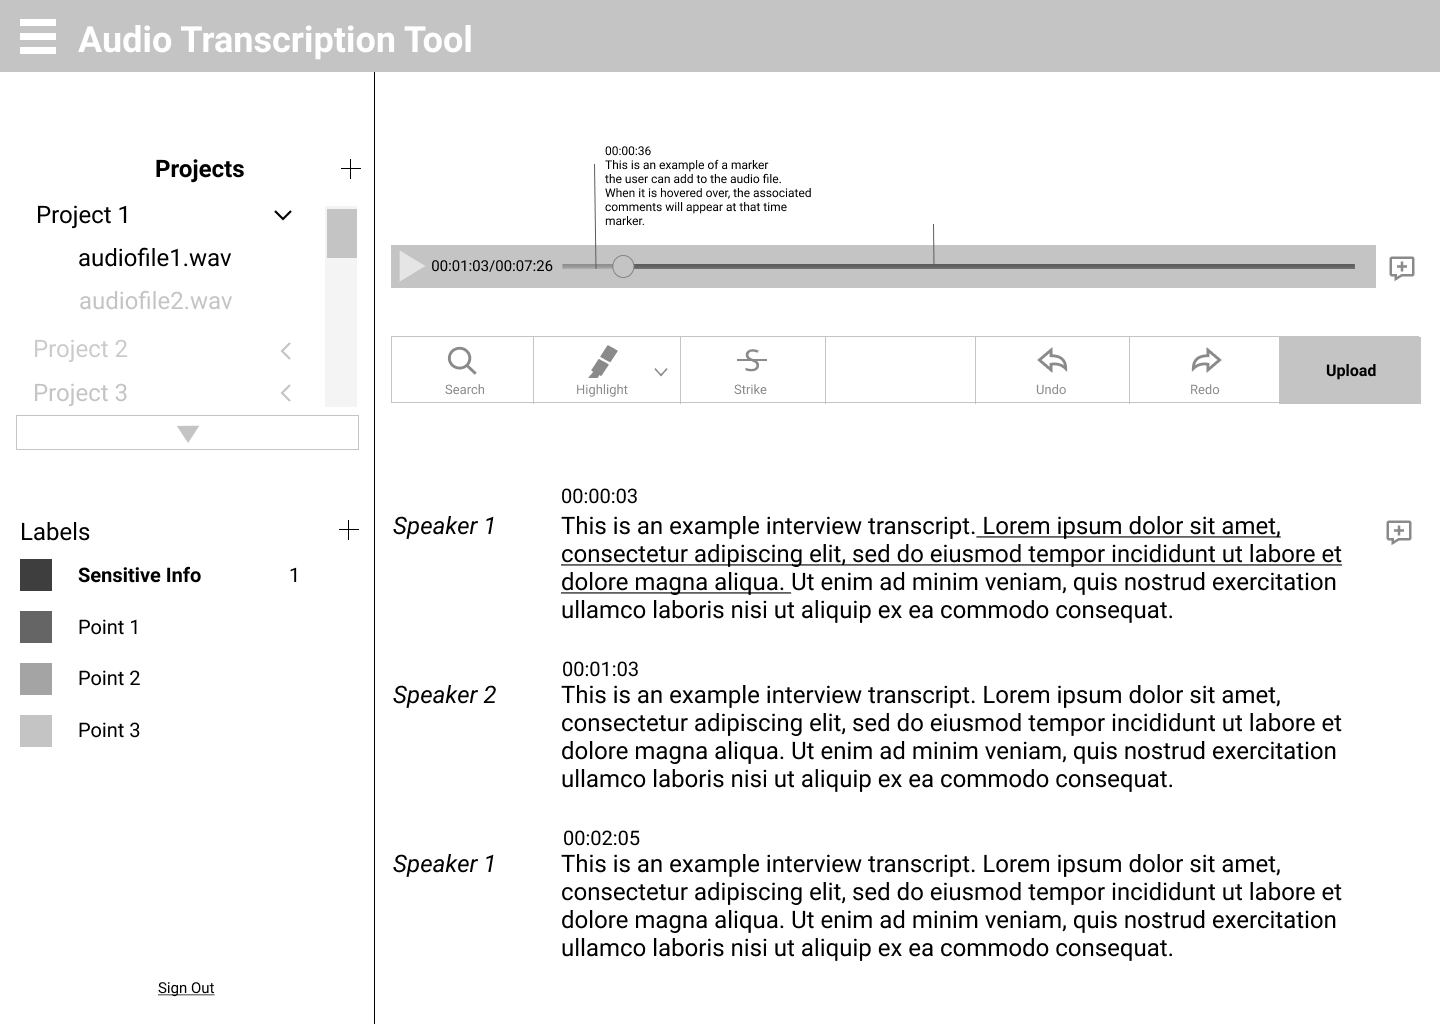 Audio Transcription Tool
Projects
Project 1
audiofile1.wav
audiofile2.wav
Project 2
Project 3
Labels
Sensitive Info 1
Point 1
Point 2
Point 3
Sign Out
00:00:36
This is an example of a marker
the user can add to the audio file.
When it is hovered over, the associated
comments will appear at that time
marker.
00:01:03/00:07:26
Search
Highlight
Strike
Undo
Redo
Upload
00:00:03
Speaker 1
This is an example interview transcript. Lorem ipsum dolor sit amet,
consectetur adipiscing elit, sed do eiusmod tempor incididunt ut labore et
dolore magna aliqua. Ut enim ad minim veniam, quis nostrud exercitation
ullamco laboris nisi ut aliquip ex ea commodo consequat.
00:01:03
Speaker 2
This is an example interview transcript. Lorem ipsum dolor sit amet,
consectetur adipiscing elit, sed do eiusmod tempor incididunt ut labore et
dolore magna aliqua. Ut enim ad minim veniam, quis nostrud exercitation
ullamco laboris nisi ut aliquip ex ea commodo consequat.
00:02:05
Speaker 1
This is an example interview transcript. Lorem ipsum dolor sit amet,
consectetur adipiscing elit, sed do eiusmod tempor incididunt ut labore et
dolore magna aliqua. Ut enim ad minim veniam, quis nostrud exercitation
ullamco laboris nisi ut aliquip ex ea commodo consequat.